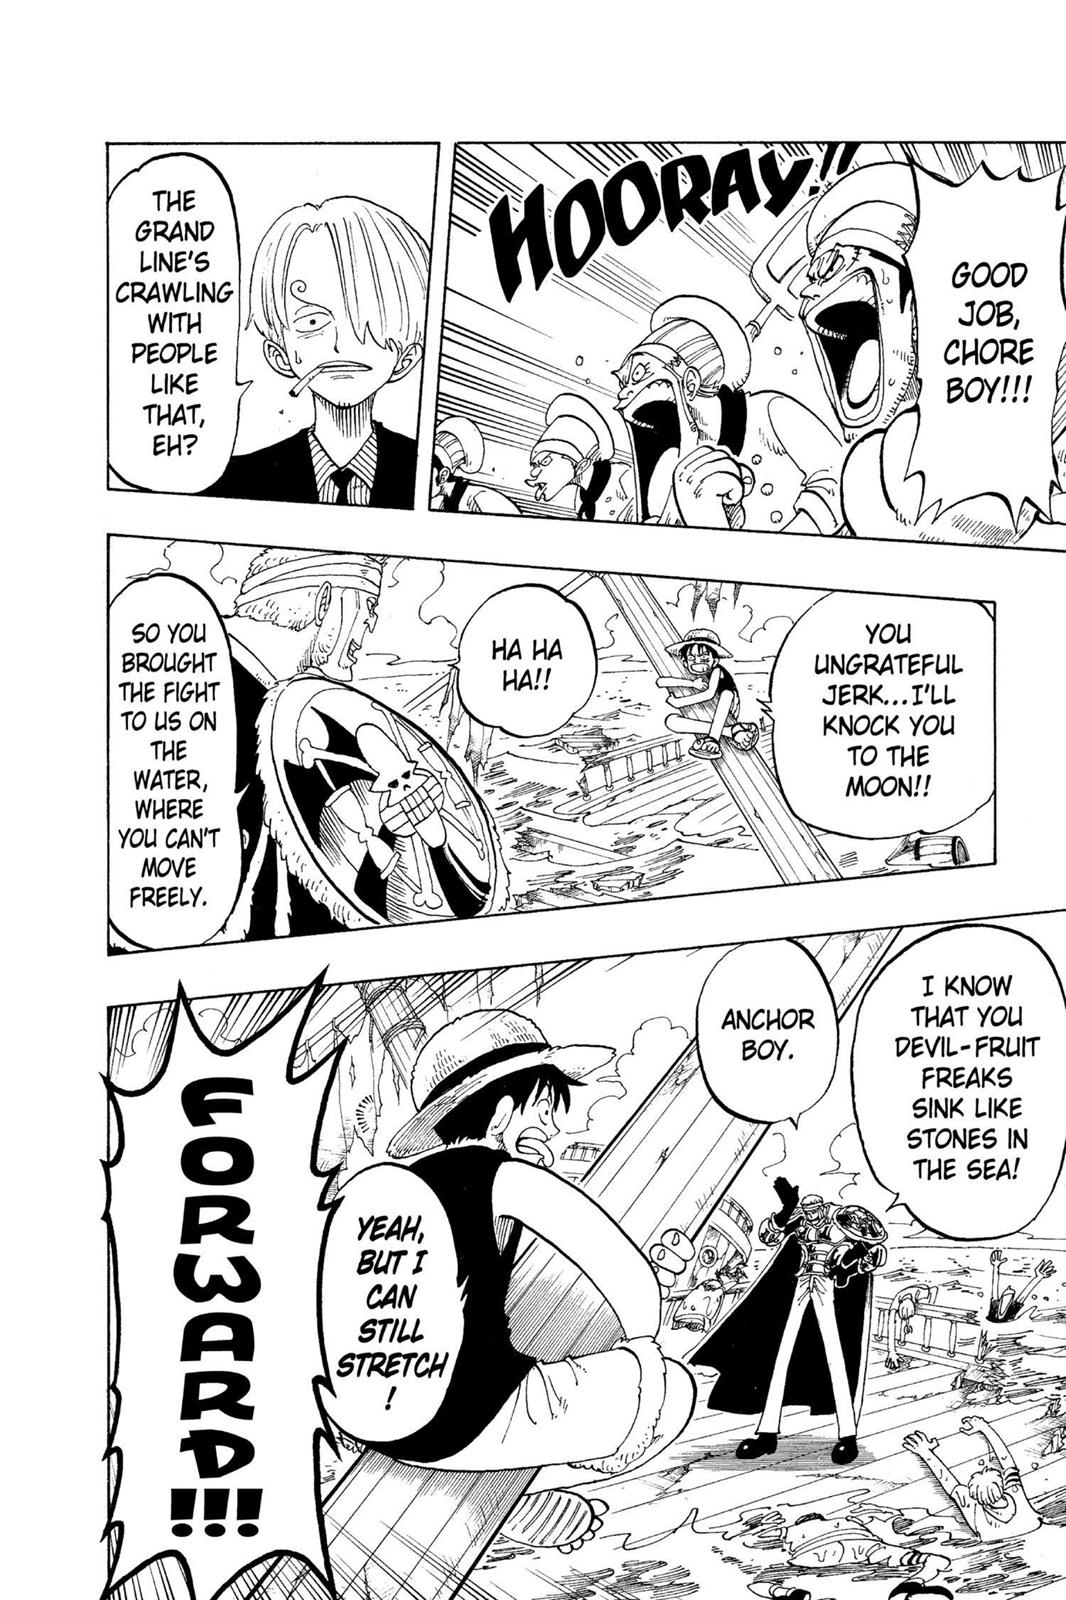 HOORAY!!
GOOD
JOB,
CHORE
BOY!!!
THE
GRAND
LINE'S
CRAWLING
WITH
PEOPLE
LIKE
THAT,
EH?
YOU
UNGRATEFUL
JERK...I'LL
KNOCK YOU
TO THE
MOON!!
HA HA
HA!!
SO YOU
BROUGHT
THE FIGHT
TO US ON
THE
WATER,
WHERE
YOU CAN'T
MOVE
FREELY.
I KNOW
THAT YOU
DEVIL-FRUIT
FREAKS
SINK LIKE
STONES IN
THE SEA!
ANCHOR
BOY.
YEAH,
BUT I
CAN
STILL
STRETCH
!
FORWARD!!!